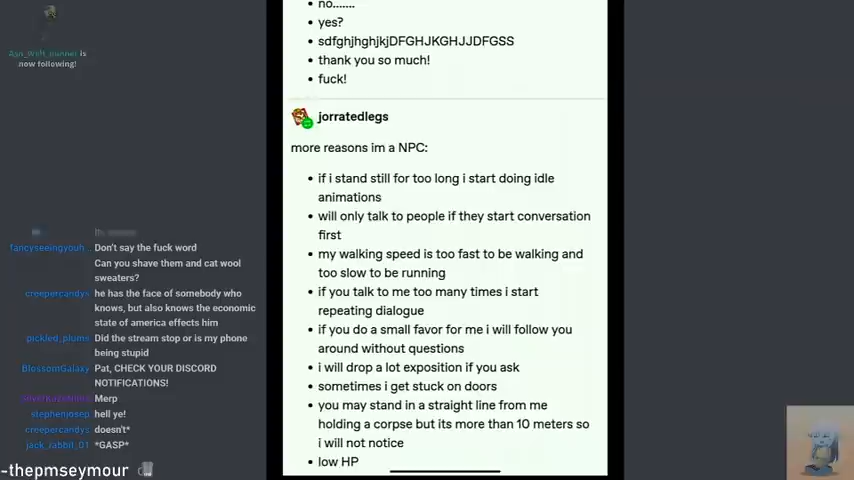 is
now following!
Don't say the fuck word
Can you shave them and cat wool
sweaters?
creepercandys he has the face of somebody who
knows, but also knows the economic
state of america effects him
pickled_plums Did the stream stop or is my phone
being stupid
BlossomGalaxy Pat, CHECK YOUR DISCORD
NOTIFICATIONS!
Merp
stephenjosep hell ye!
creepercandys doesn't*
jack_rabbit_01 *GASP*
-thepmseymour
• no.......
• yes?
• sdfghjhghjkjDFGHJKGHJJDFGSS
• thank you so much!
• fuck!
jorratedlegs
more reasons im a NPC:
• if i stand still for too long i start doing idle
animations
• will only talk to people if they start conversation
first
• my walking speed is too fast to be walking and
too slow to be running
• if you talk to me too many times i start
repeating dialogue
• if you do a small favor for me i will follow you
around without questions
• i will drop a lot exposition if you ask
• sometimes i get stuck on doors
• you may stand in a straight line from me
holding a corpse but its more than 10 meters so
i will not notice
• low HP